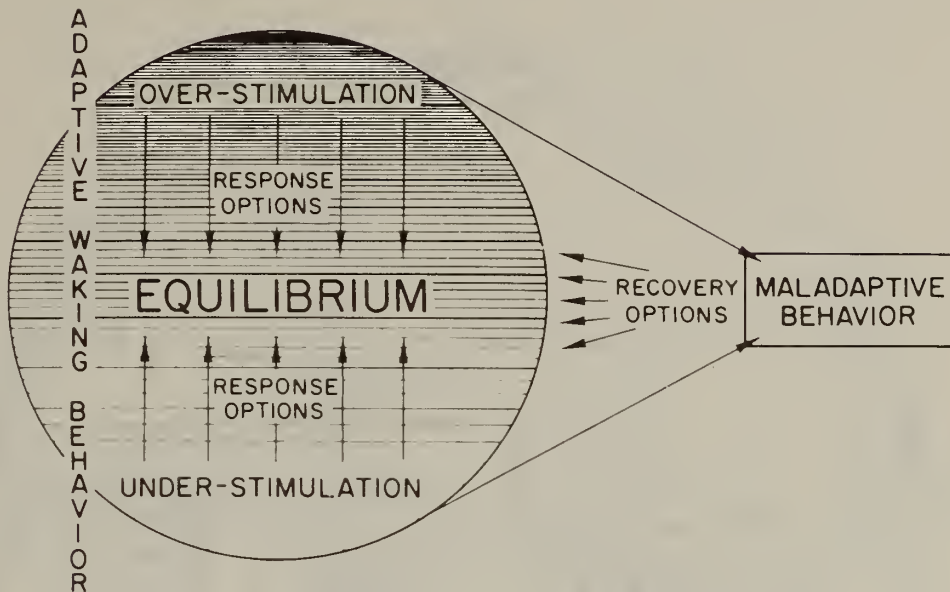 ADAPTIVE WAKING BEHAVIOR
OVER-STIMULATION
RESPONSE
OPTIONS
EQUILIBRIUM
RESPONSE
OPTIONS
UNDER-STIMULATION
RECOVERY
OPTIONS
MALADAPTIVE
BEHAVIOR